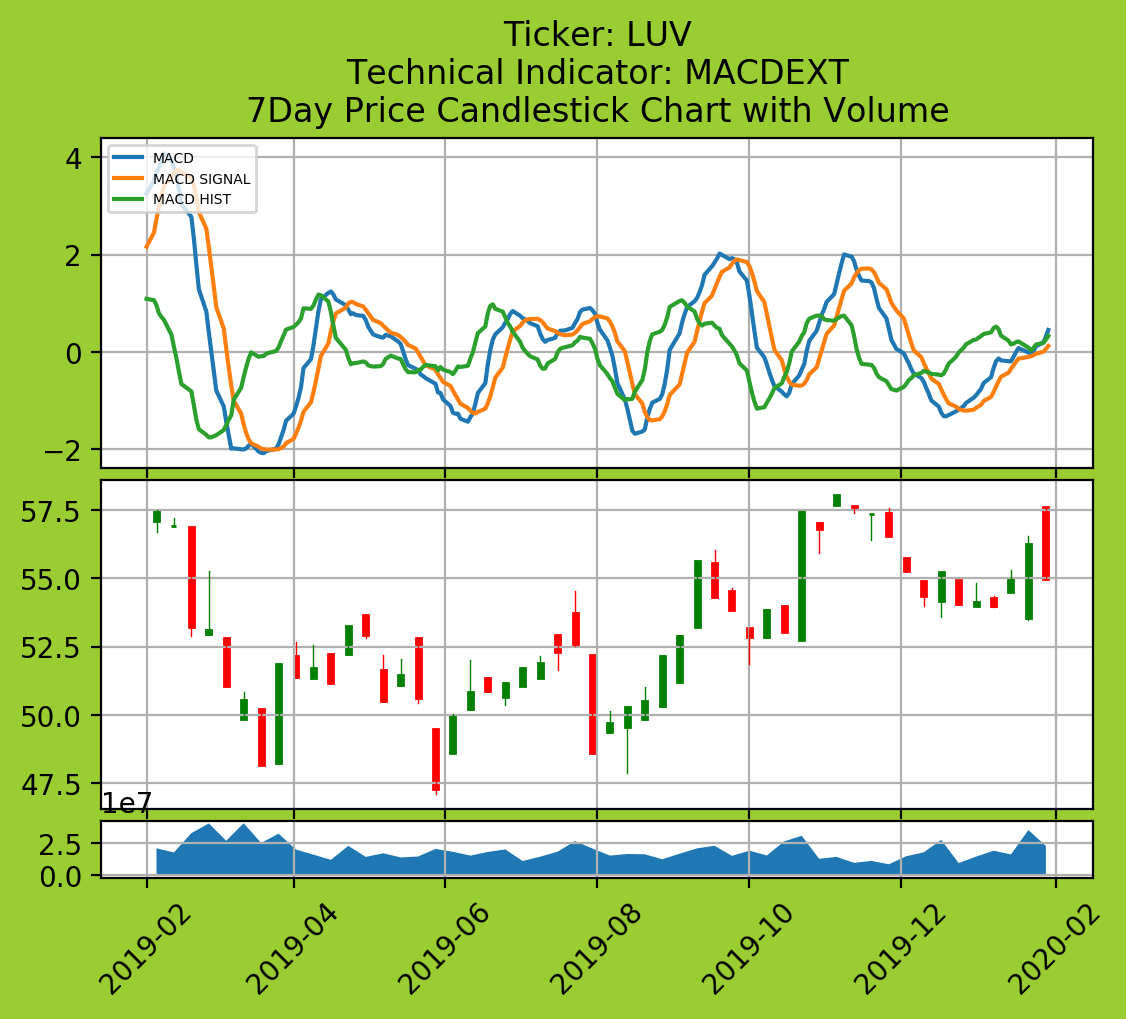 Ticker: LUV
Technical Indicator: MACDEXT
7Day Price Candlestick Chart with Volume
MACD
MACD SIGNAL
MACD HIST
4
2
0
−2
57.5
55.0
52.5
50.0
47.5
1e7
2.5
0.0
2019-02
2019-04
2019-06
2019-08
2019-10
2019-12
2020-02